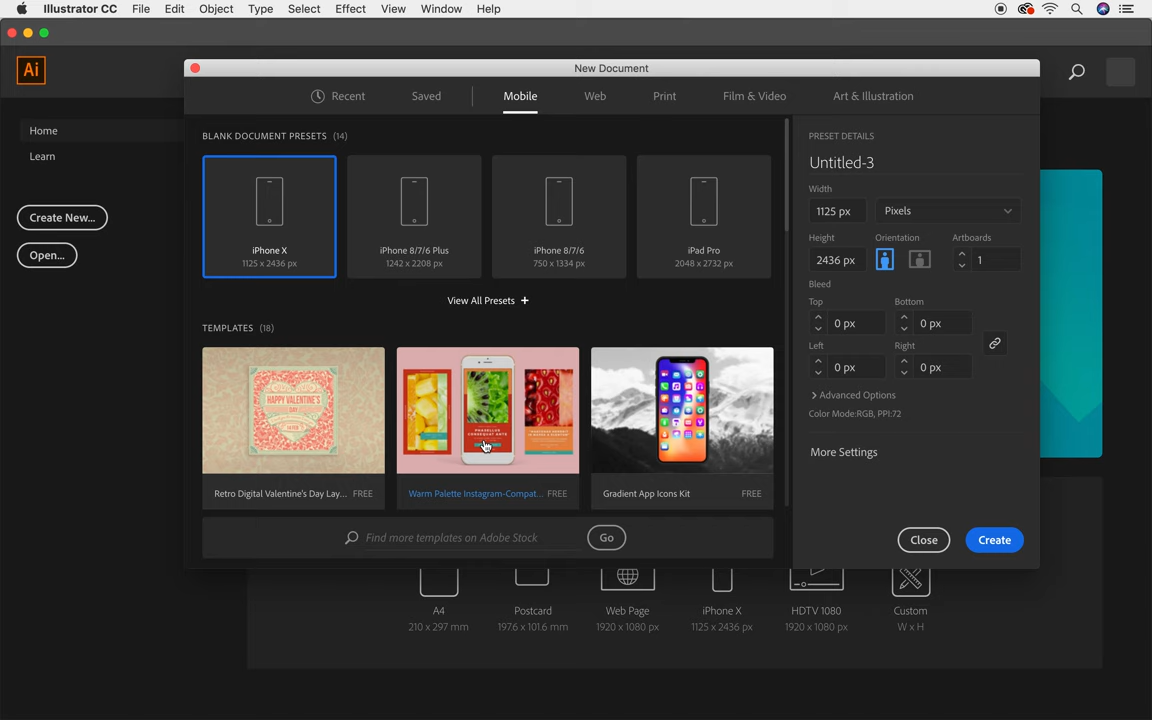 Illustrator CC File Edit Object Type Select Effect View Window Help
New Document
Ai
Recent Saved Mobile Web Print Film & Video Art & Illustration
Home
Learn
Create New...
Open...
BLANK DOCUMENT PRESETS (14)
iPhone X
1125 x 2436 px
iPhone 8/7/6 Plus
1242 x 2208 px
iPhone 8/7/6
750 x 1334 px
iPad Pro
2048 x 2732 px
View All Presets +
TEMPLATES (18)
HAPPY VALENTINE'S
DAY
PHASELLUS
CONSEQUAT ANTE
Retro Digital Valentine's Day Lay... FREE
Warm Palette Instagram-Compat... FREE
Gradient App Icons Kit FREE
Find more templates on Adobe Stock Go
PRESET DETAILS
Untitled-3
Width
1125 px Pixels
Height Orientation Artboards
2436 px 1
Bleed
Top Bottom
0 px 0 px
Left Right
0 px 0 px
Advanced Options
Color Mode:RGB, PPI:72
More Settings
Close Create
A4
210 x 297 mm
Postcard
197.6 x 101.6 mm
Web Page
1920 x 1080 px
iPhone X
1125 x 2436 px
HDTV 1080
1920 x 1080 px
Custom
W x H